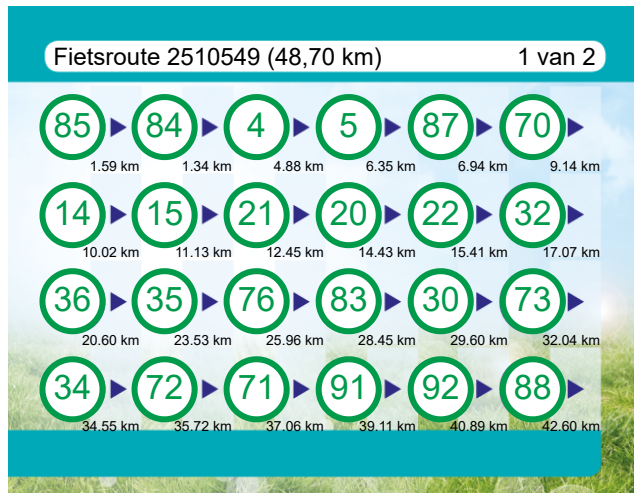 Fietsroute 2510549 (48,70 km) 1 van 2
85 84 4 5 87 70
1.59 km 1.34 km 4.88 km 6.35 km 6.94 km 9.14 km
14 15 21 20 22 32
10.02 km 11.13 km 12.45 km 14.43 km 15.41 km 17.07 km
36 35 76 83 30 73
20.60 km 23.53 km 25.96 km 28.45 km 29.60 km 32.04 km
34 72 71 91 92 88
34.55 km 35.72 km 37.06 km 39.11 km 40.89 km 42.60 km